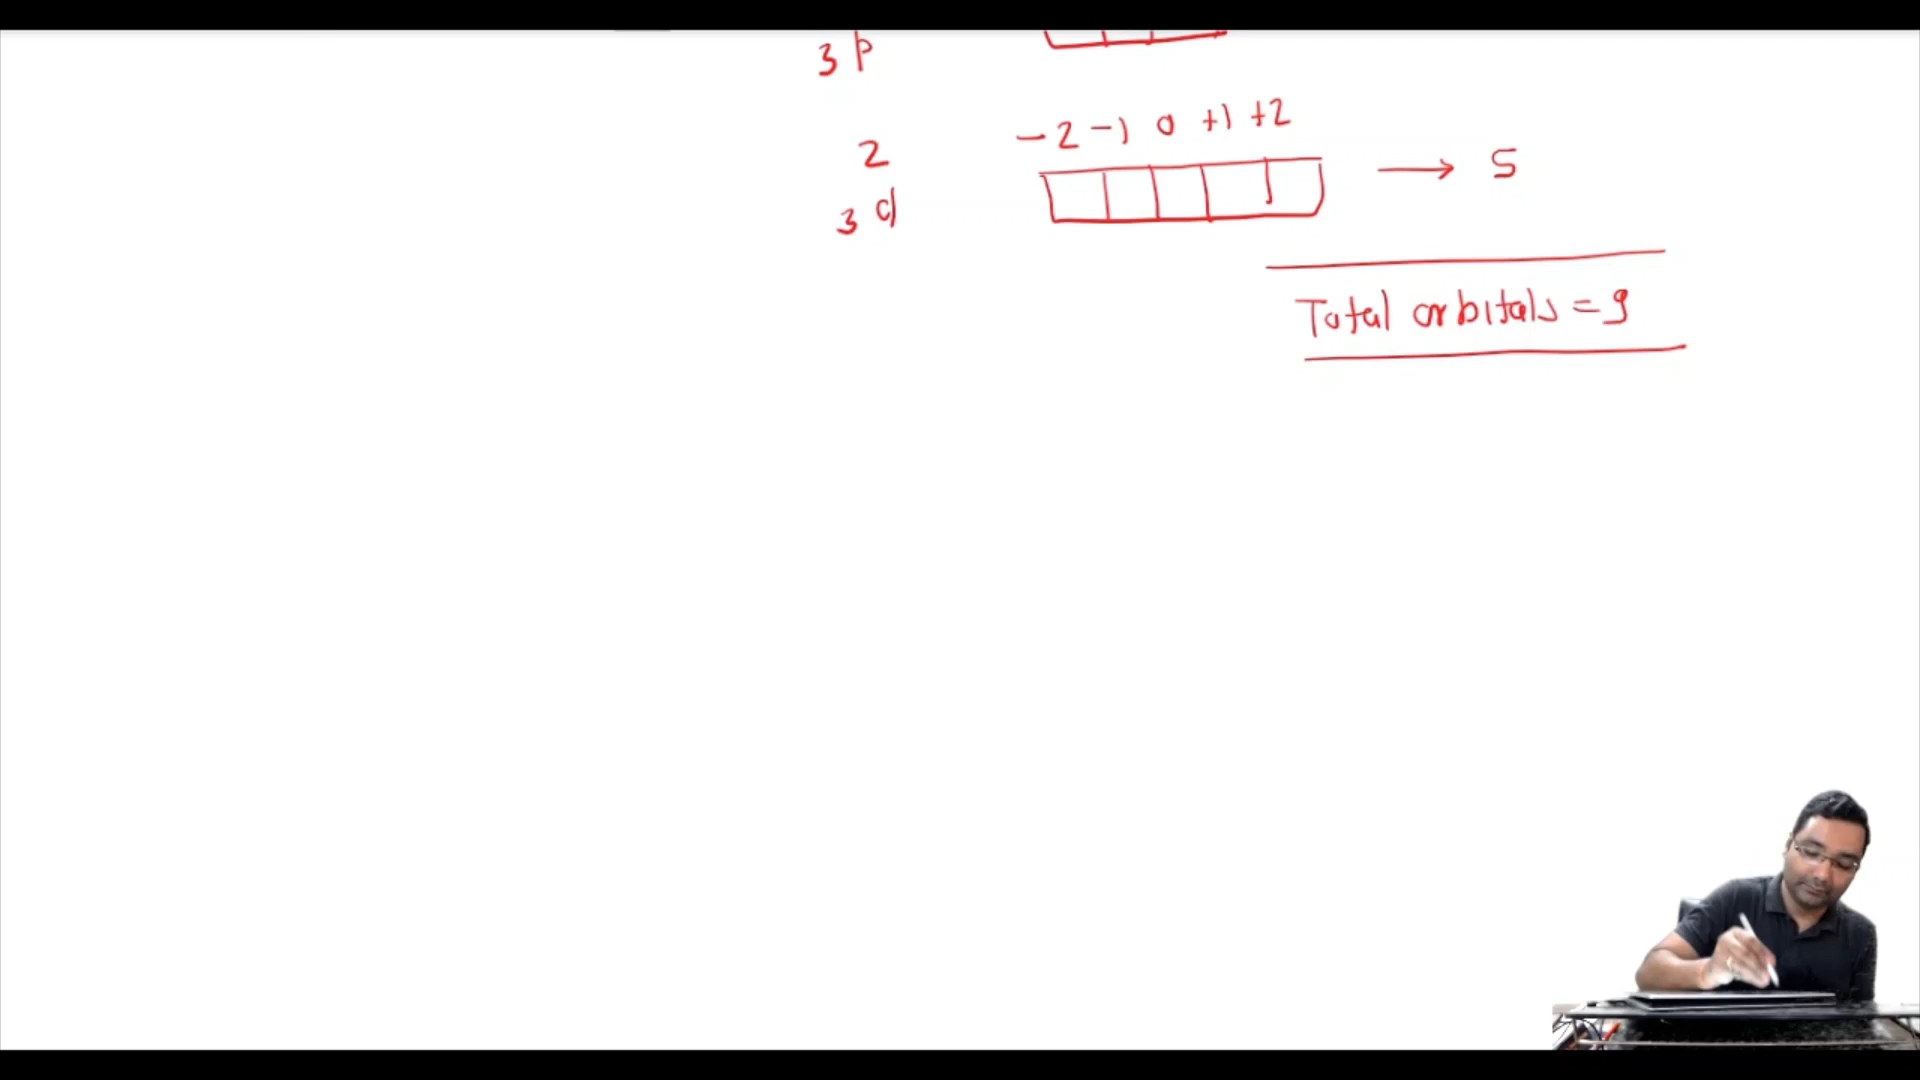 3 p
-2 -1 0 +1 +2
2
→ 5
3 d
Total orbitals = 9